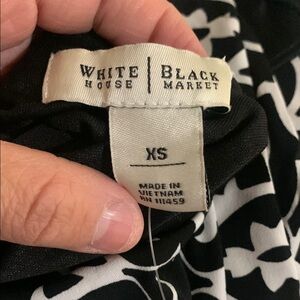 WHITE | BLACK
HOUSE | MARKET
XS
MADE IN
VIETNAM
RN 111459